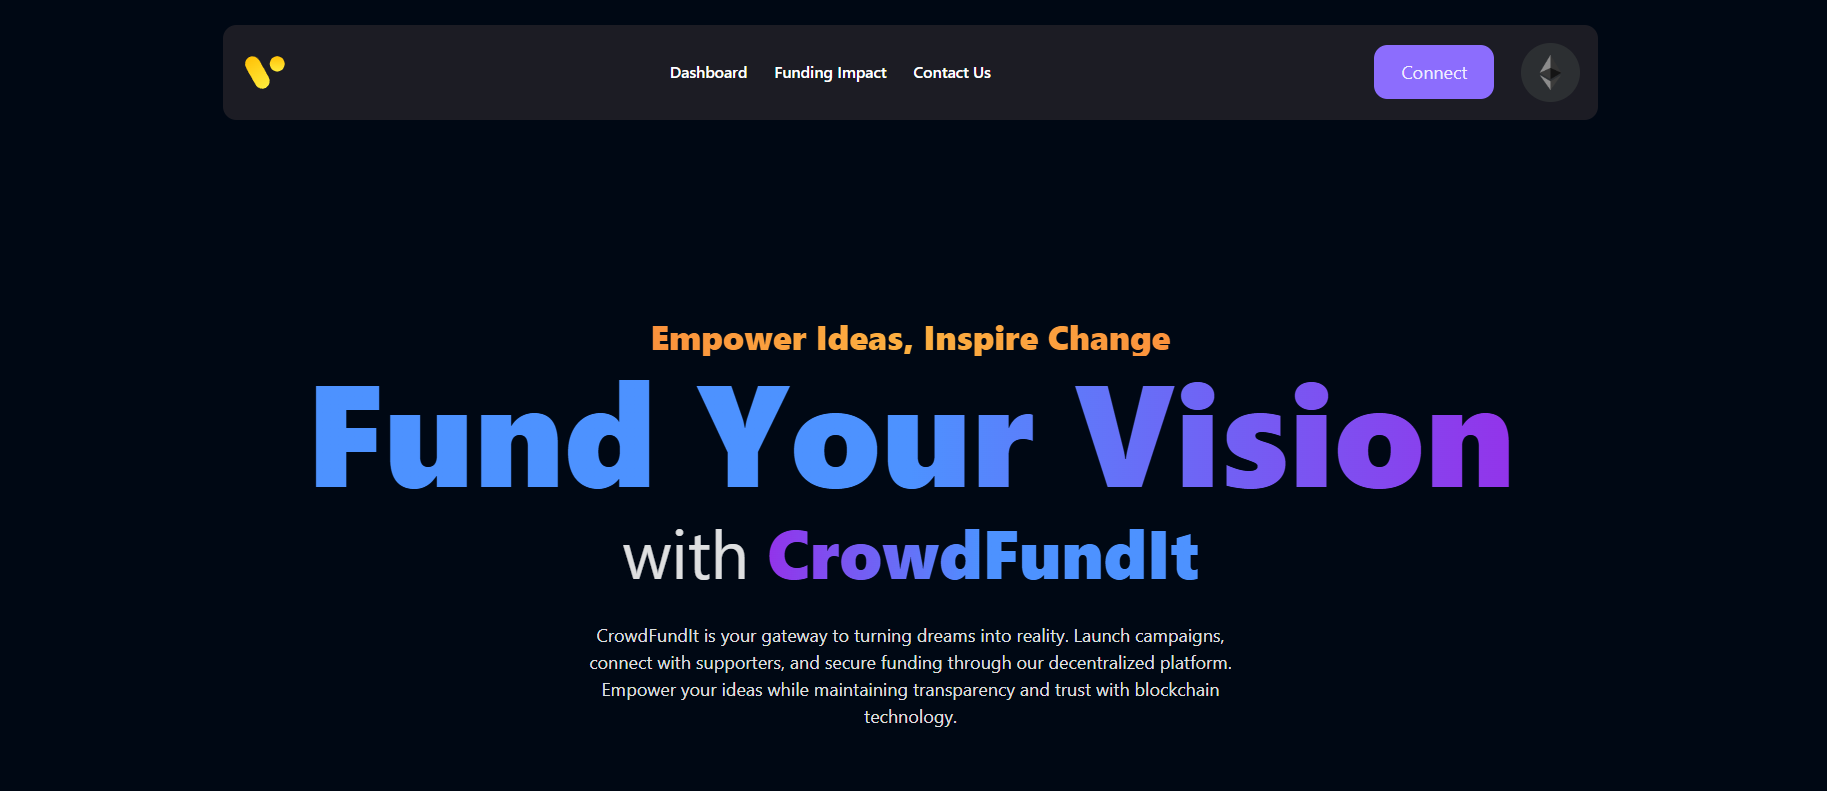 Dashboard Funding Impact Contact Us Connect
Empower Ideas, Inspire Change
Fund Your Vision
with CrowdFundIt
CrowdFundIt is your gateway to turning dreams into reality. Launch campaigns,
connect with supporters, and secure funding through our decentralized platform.
Empower your ideas while maintaining transparency and trust with blockchain
technology.